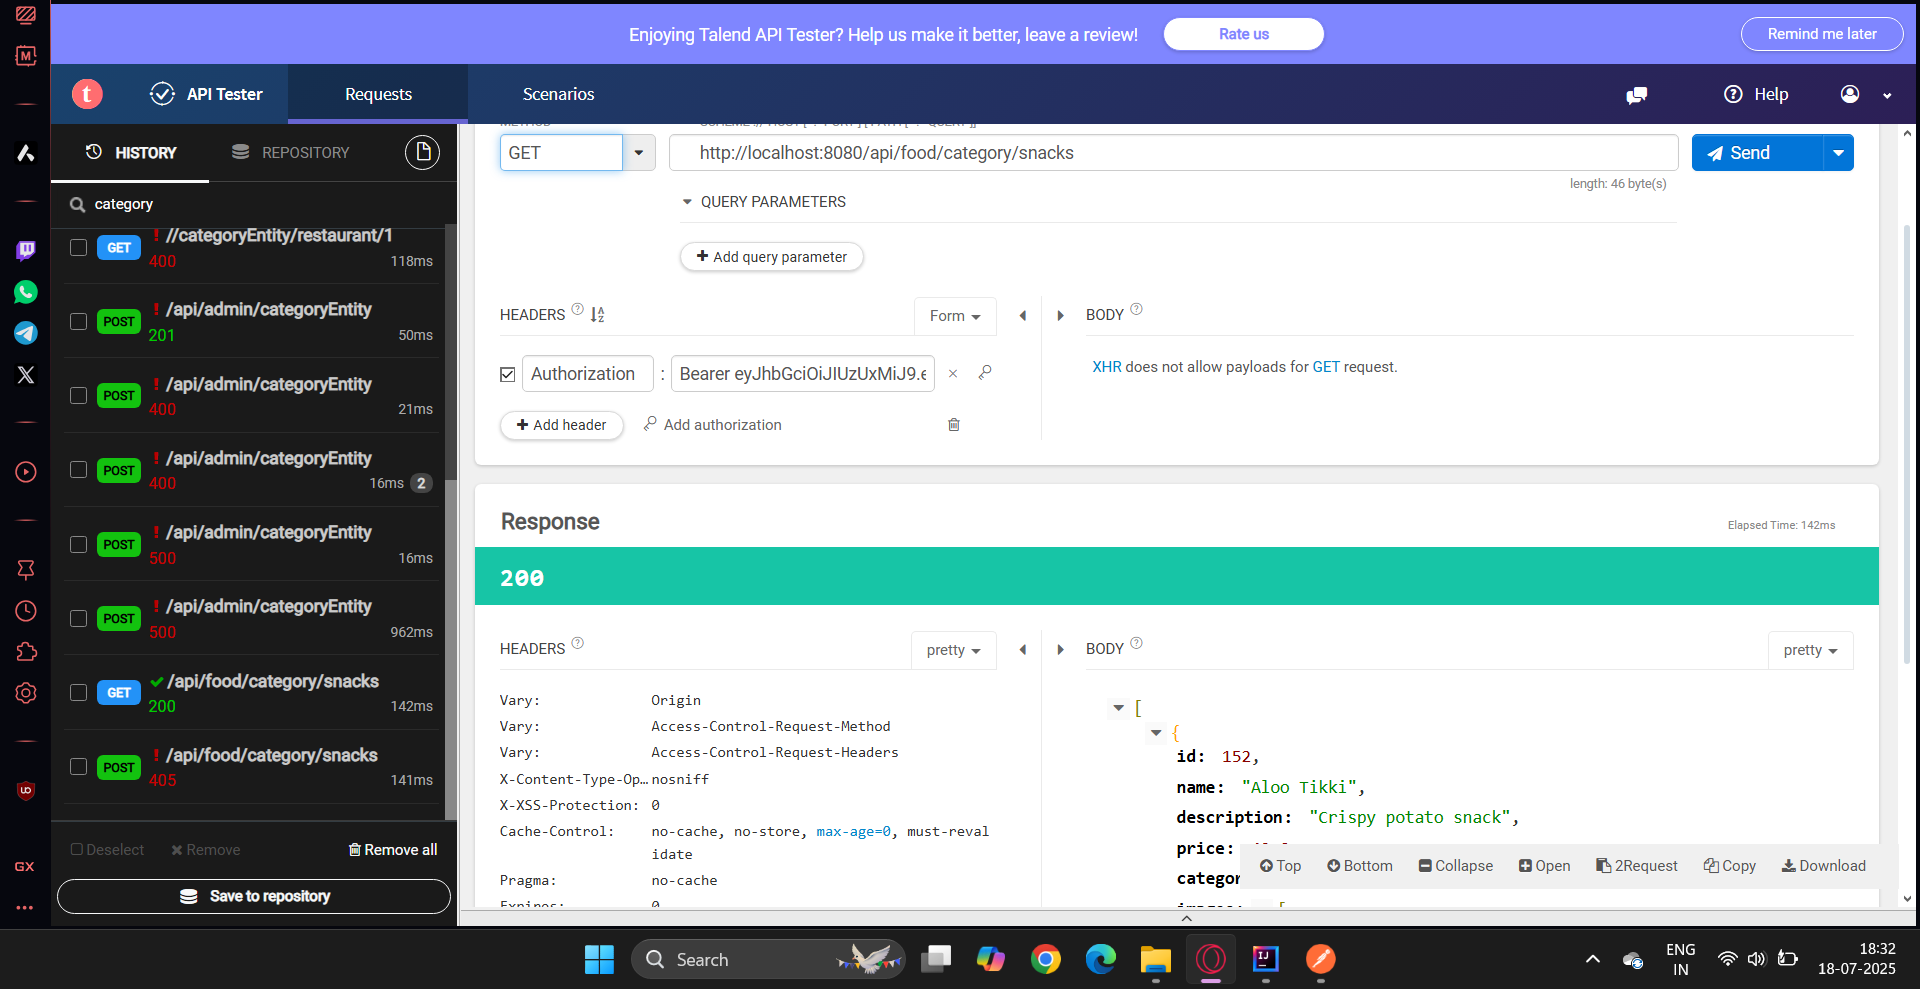 Enjoying Talend API Tester? Help us make it better, leave a review!
Rate us
Remind me later
API Tester
Requests
Scenarios
Help
HISTORY
REPOSITORY
category
GET
//categoryEntity/restaurant/1
400
118ms
POST
/api/admin/categoryEntity
201
50ms
POST
/api/admin/categoryEntity
400
21ms
POST
/api/admin/categoryEntity
400
16ms 2
POST
/api/admin/categoryEntity
500
16ms
POST
/api/admin/categoryEntity
500
962ms
GET
/api/food/category/snacks
200
142ms
POST
/api/food/category/snacks
405
141ms
Deselect
Remove
Remove all
Save to repository
GET
http://localhost:8080/api/food/category/snacks
Send
length: 46 byte(s)
QUERY PARAMETERS
Add query parameter
HEADERS
Form
BODY
Authorization : Bearer eyJhbGciOiJIUzUxMiJ9.e
XHR does not allow payloads for GET request.
Add header
Add authorization
Response
Elapsed Time: 142ms
200
HEADERS
pretty
BODY
pretty
Vary: Origin
Vary: Access-Control-Request-Method
Vary: Access-Control-Request-Headers
X-Content-Type-Op... nosniff
X-XSS-Protection: 0
Cache-Control: no-cache, no-store, max-age=0, must-reval
idate
Pragma: no-cache
Expires: 0
[
{
id: 152,
name: "Aloo Tikki",
description: "Crispy potato snack",
price:
categor
Top
Bottom
Collapse
Open
2Request
Copy
Download
GX
Search
ENG
IN
18:32
18-07-2025